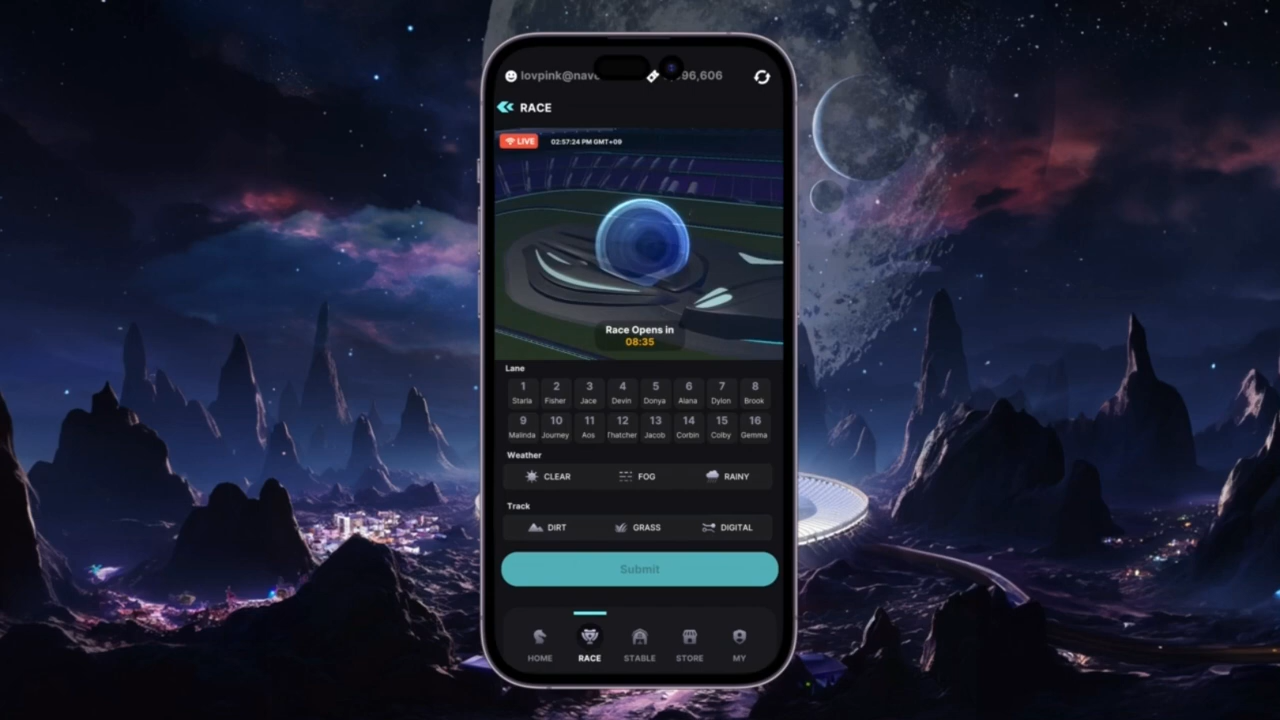 lovpink@nave 96,606
RACE
LIVE 02:57:24 PM GMT+09
Race Opens in
08:35
Lane
1 2 3 4 5 6 7 8
Starla Fisher Jace Devin Donya Alana Dylon Brook
9 10 11 12 13 14 15 16
Malinda Journey Aos Thatcher Jacob Corbin Colby Gemma
Weather
CLEAR FOG RAINY
Track
DIRT GRASS DIGITAL
Submit
HOME RACE STABLE STORE MY